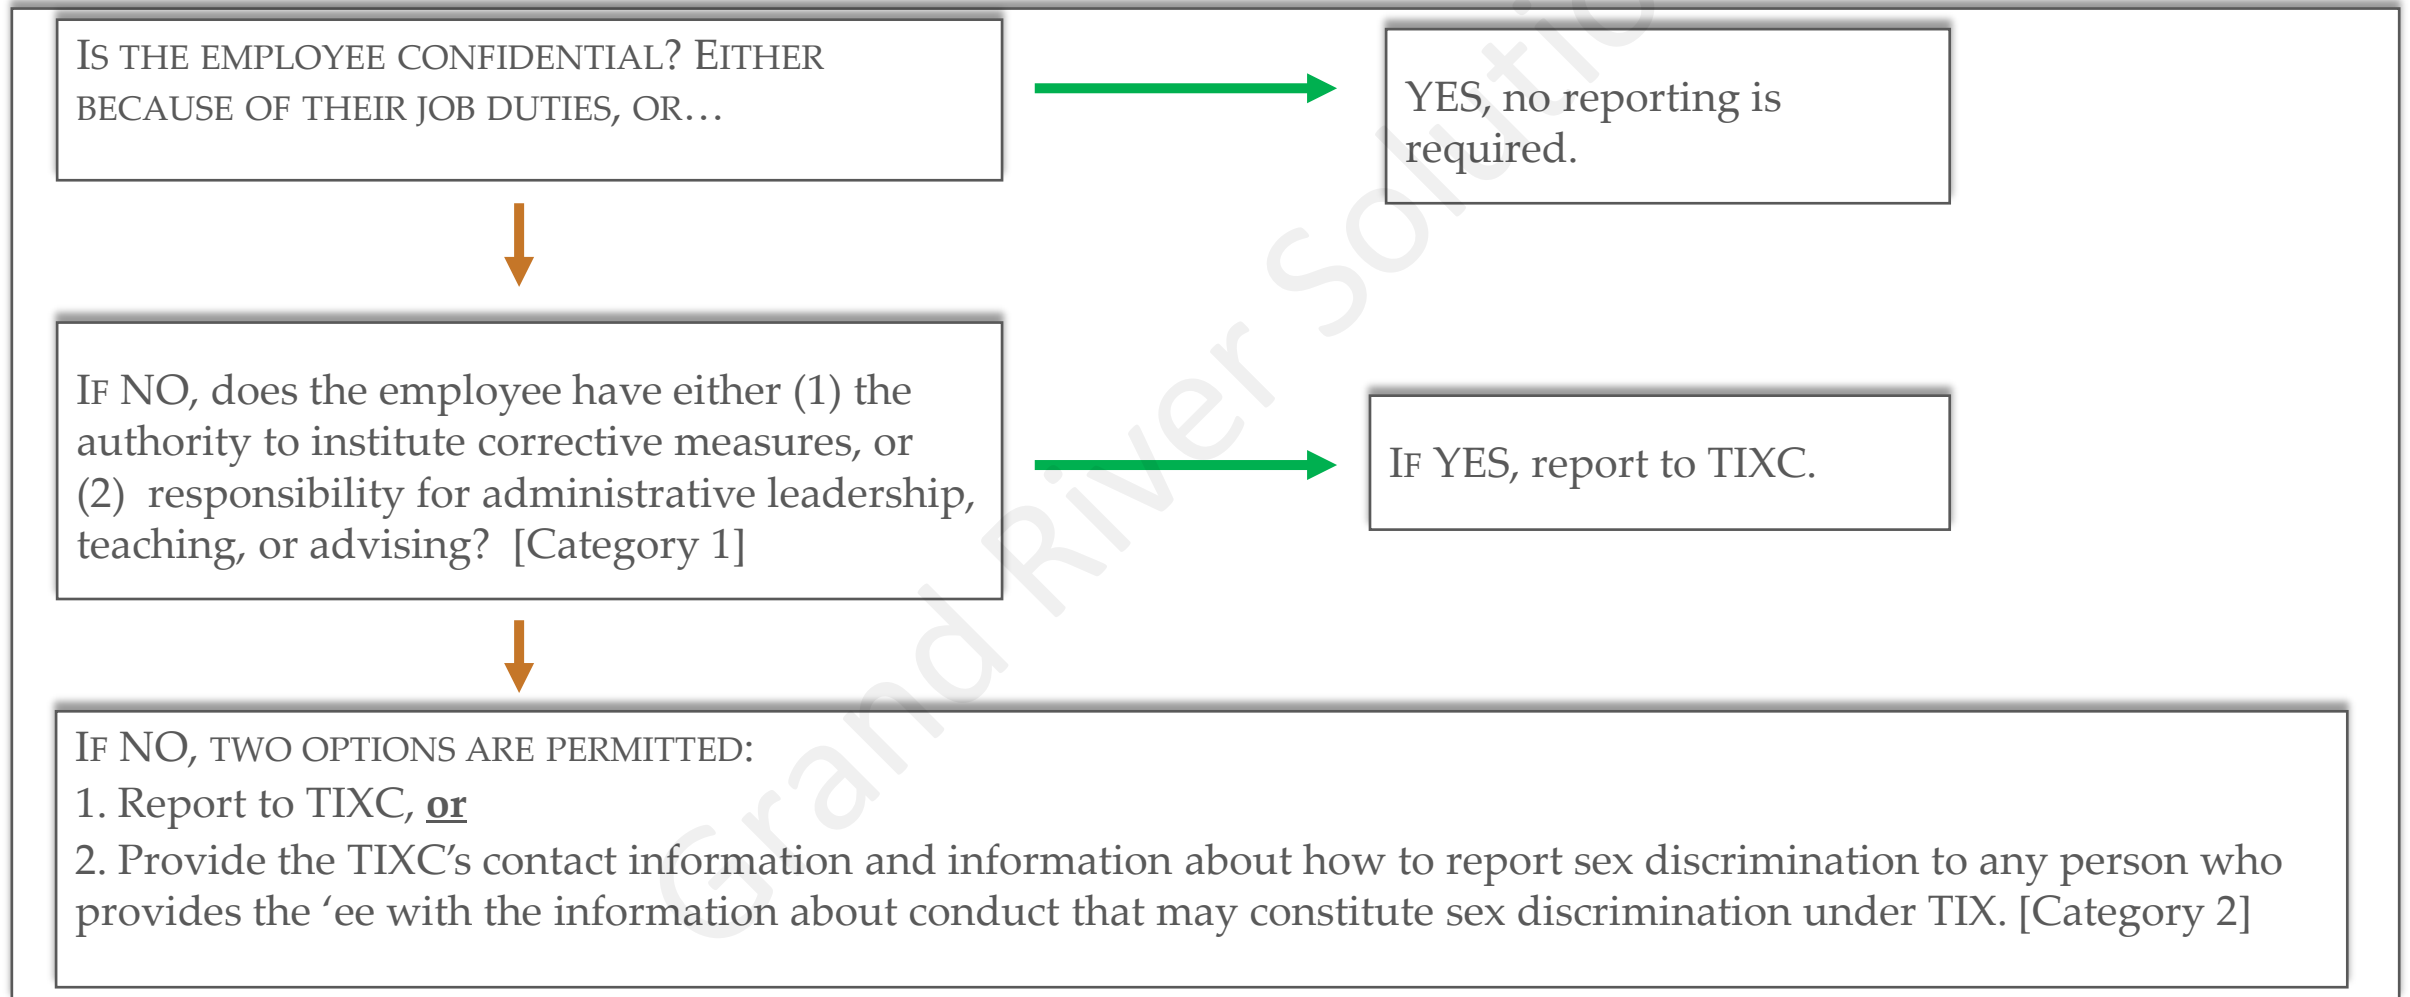 IS THE EMPLOYEE CONFIDENTIAL? EITHER
BECAUSE OF THEIR JOB DUTIES, OR…
YES, no reporting is
required.
IF NO, does the employee have either (1) the
authority to institute corrective measures, or
(2) responsibility for administrative leadership,
teaching, or advising? [Category 1]
IF YES, report to TIXC.
IF NO, TWO OPTIONS ARE PERMITTED:
1. Report to TIXC, or
2. Provide the TIXC’s contact information and information about how to report sex discrimination to any person who
provides the ‘ee with the information about conduct that may constitute sex discrimination under TIX. [Category 2]
Grand River Solutio